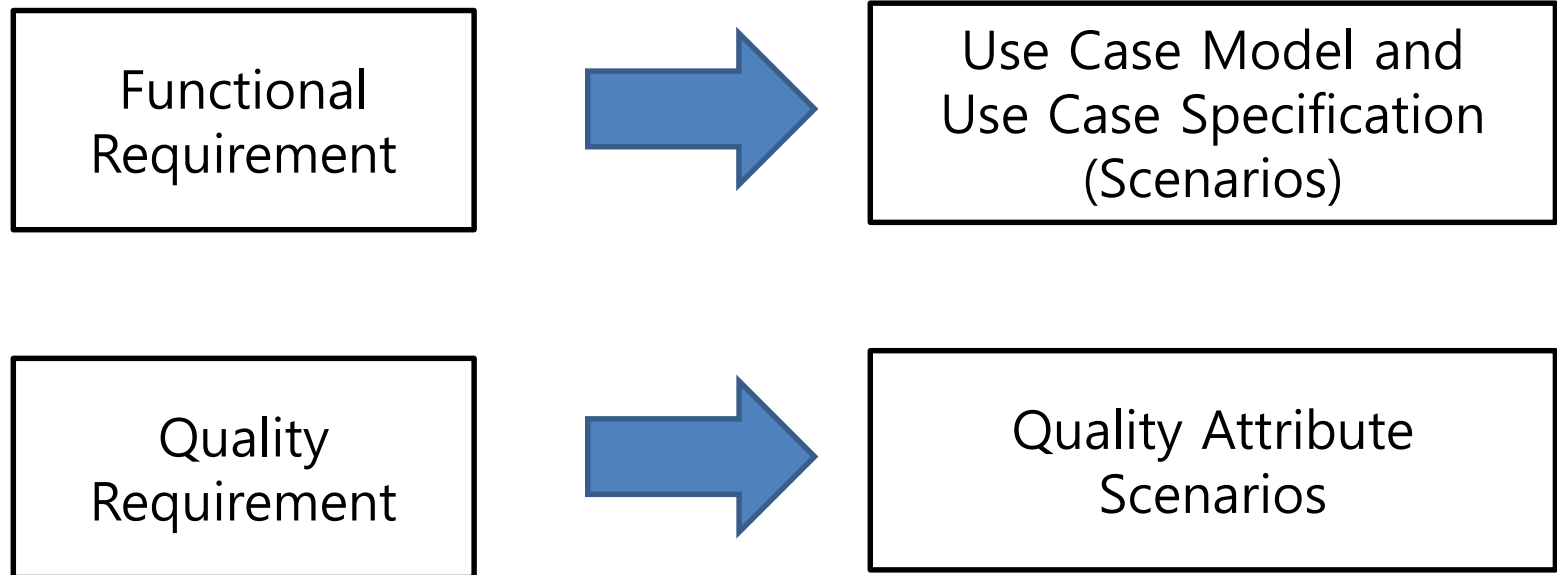 Functional
Requirement
Use Case Model and
Use Case Specification
(Scenarios)
Quality
Requirement
Quality Attribute
Scenarios